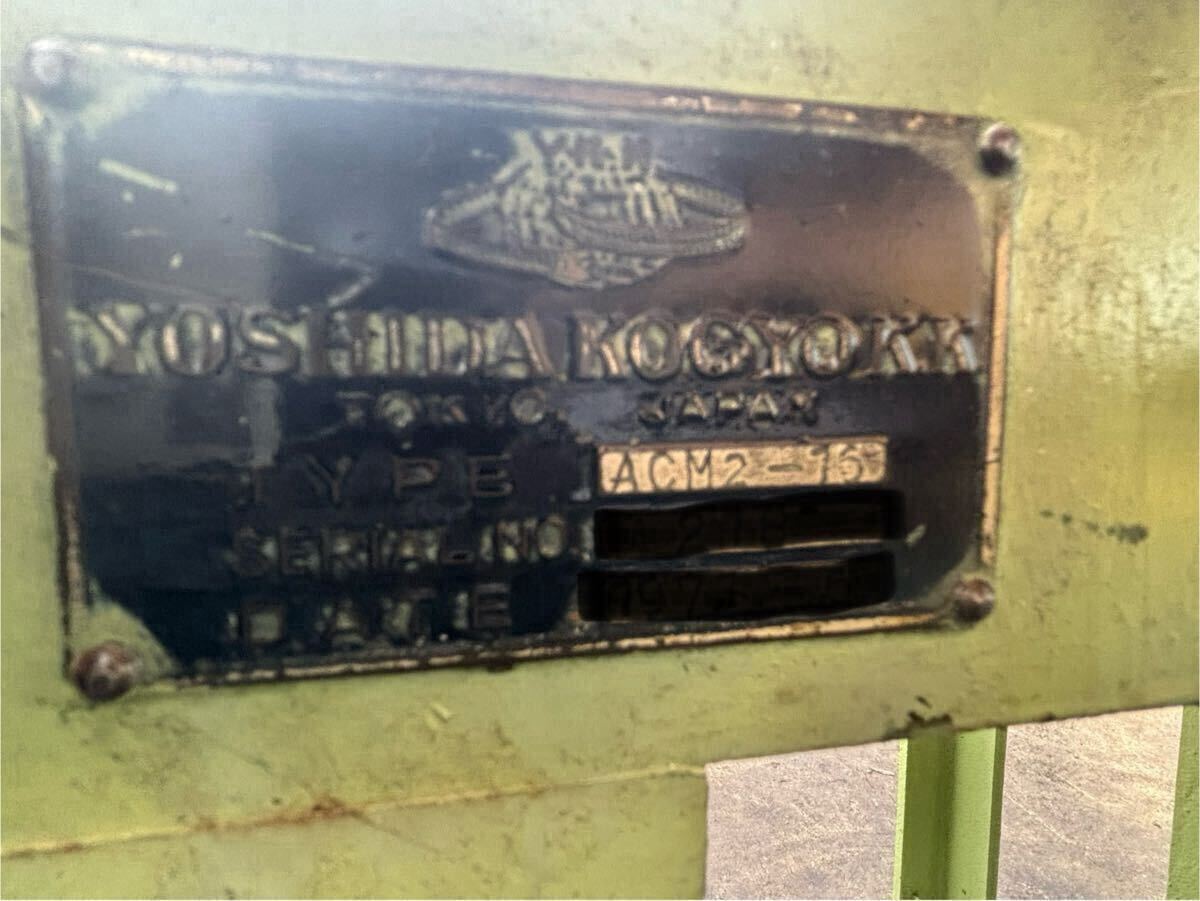 YOSHIDA KOGYO K K
TOKYO, JAPAN
TYPE ACM2-16
SERIAL NO
DATE